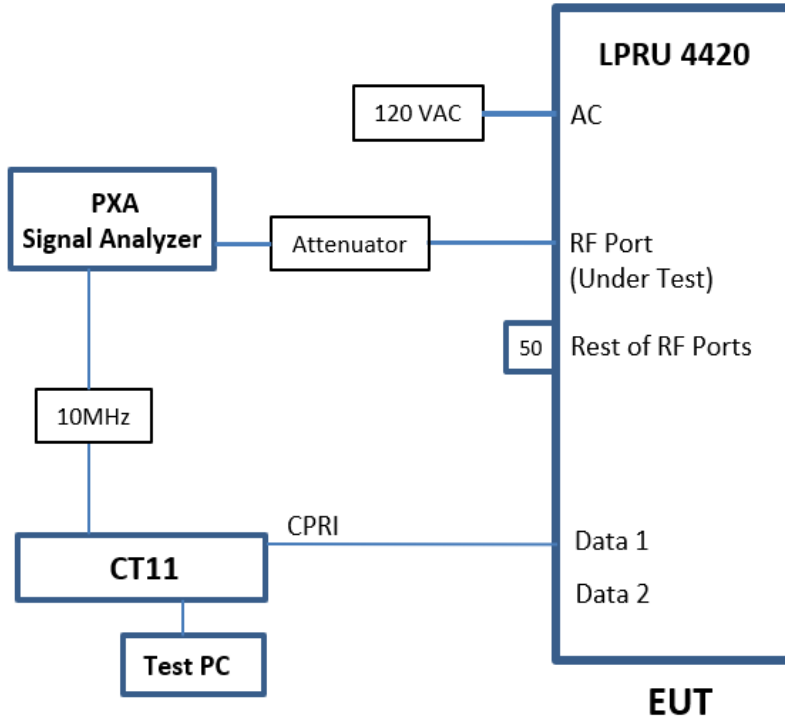 LPRU 4420
120 VAC
AC
PXA
Signal Analyzer
Attenuator
RF Port
(Under Test)
50
Rest of RF Ports
10MHz
CPRI
Data 1
CT11
Data 2
Test PC
EUT